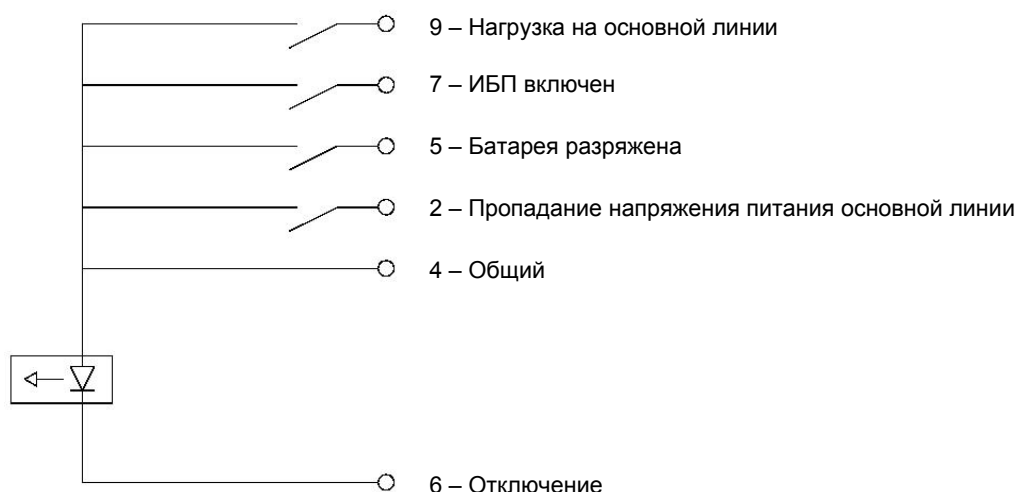 9 – Нагрузка на основной линии
7 – ИБП включен
5 – Батарея разряжена
2 – Пропадание напряжения питания основной линии
4 – Общий
6 – Отключение